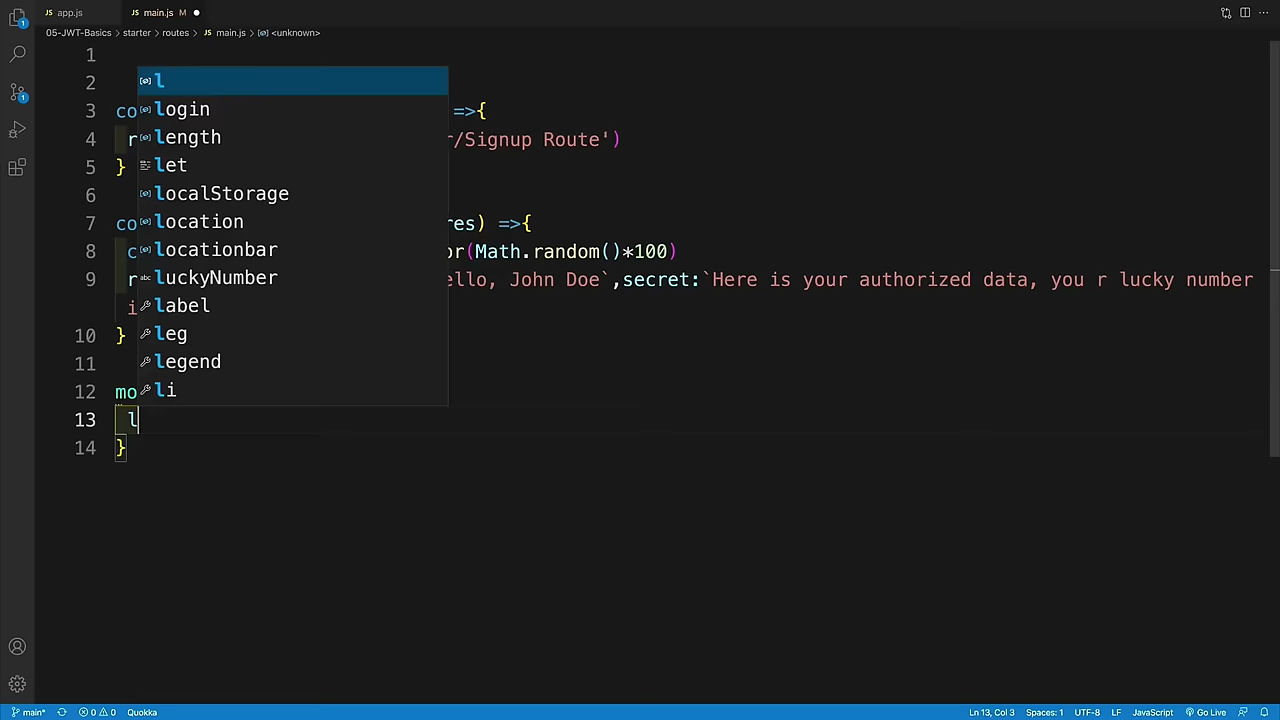 app.js
main.js M
05-JWT-Basics > starter > routes > main.js > <unknown>
1
2
l
3 co =>{
login
4 r r/Signup Route')
length
5 }
let
6
localStorage
7 co res) =>{
location
8 c or(Math.random()*100)
locationbar
9 r ello, John Doe`,secret:`Here is your authorized data, you r lucky number
luckyNumber
i
label
10 }
leg
11
legend
12 mo
li
13 l
14 }
main* 0 0 Quokka Ln 13, Col 3 Spaces: 1 UTF-8 LF JavaScript Go Live